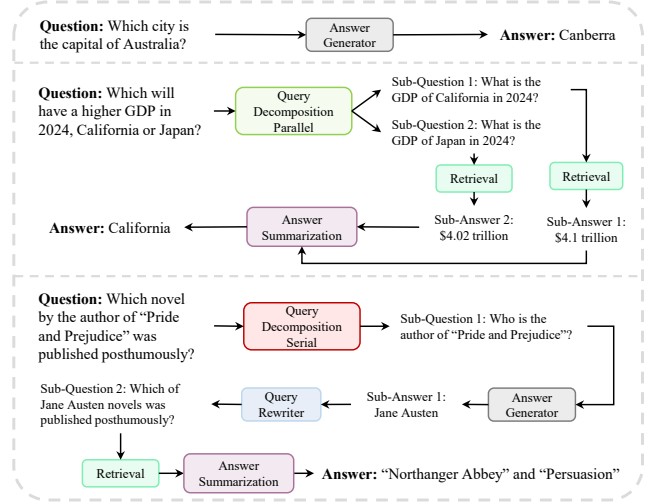 Question: Which city is
the capital of Australia?
Answer
Generator
Answer: Canberra
Question: Which will
have a higher GDP in
2024, California or Japan?
Query
Decomposition
Parallel
Sub-Question 1: What is the
GDP of California in 2024?
Sub-Question 2: What is the
GDP of Japan in 2024?
Retrieval
Retrieval
Answer: California
Answer
Summarization
Sub-Answer 2:
$4.02 trillion
Sub-Answer 1:
$4.1 trillion
Question: Which novel
by the author of “Pride
and Prejudice” was
published posthumously?
Query
Decomposition
Serial
Sub-Question 1: Who is the
author of “Pride and Prejudice”?
Sub-Question 2: Which of
Jane Austen novels was
published posthumously?
Query
Rewriter
Sub-Answer 1:
Jane Austen
Answer
Generator
Retrieval
Answer
Summarization
Answer: “Northanger Abbey” and “Persuasion”